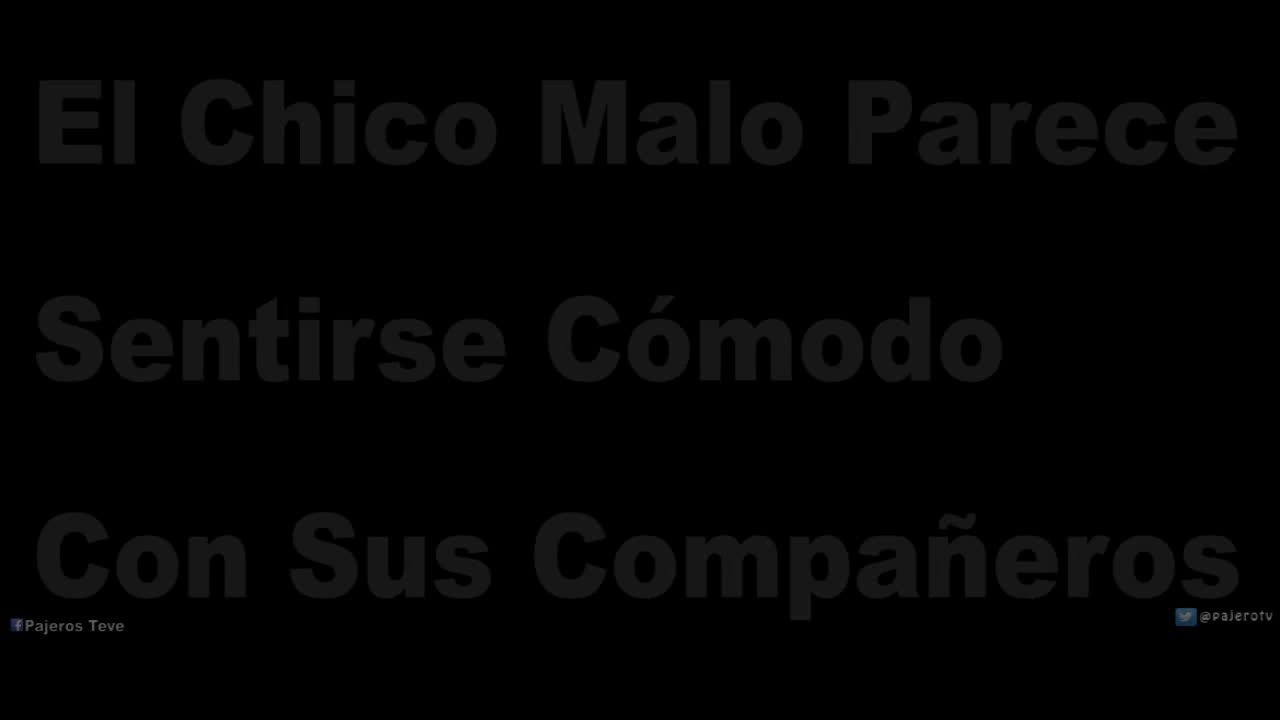 El Chico Malo Parece
Sentirse Cómodo
Con Sus Compañeros
Pajeros Teve
@pajerotv